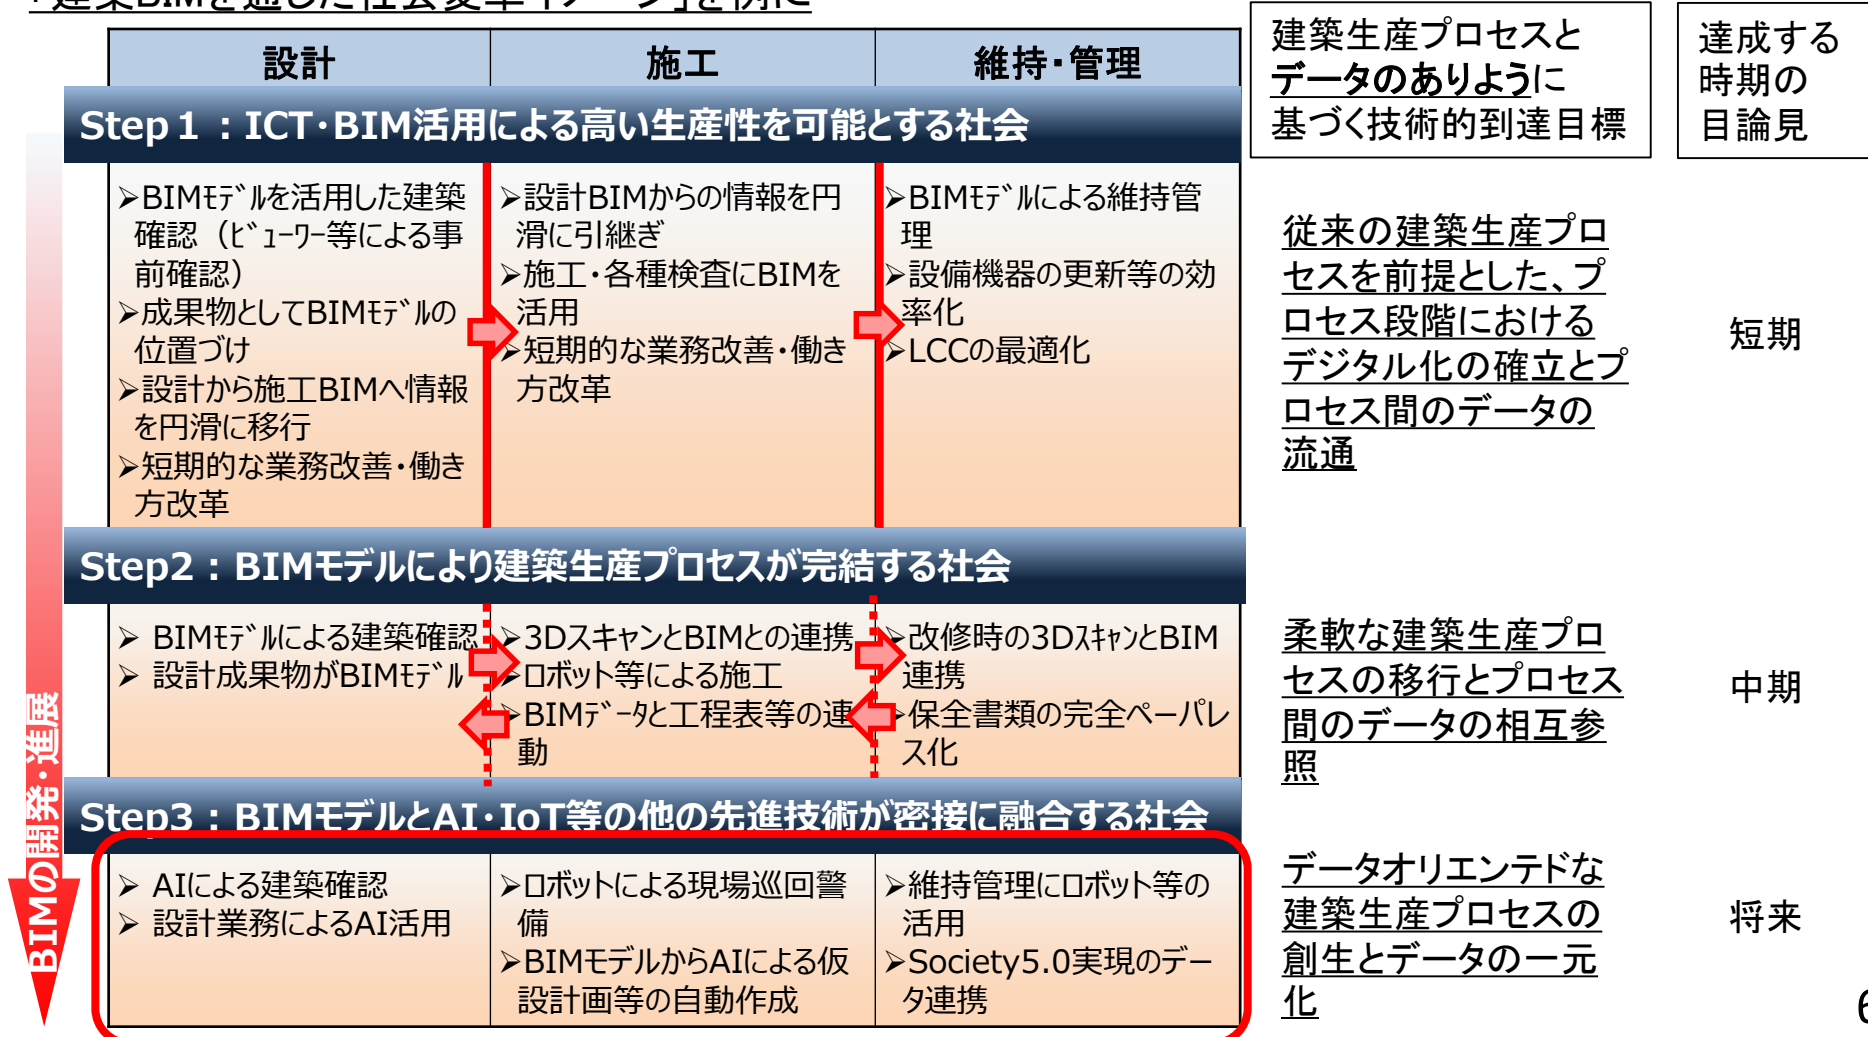 「建築BIMを通じた社会変革イメージ」を例に
設計
施工
維持・管理
建築生産プロセスと
データのありように
基づく技術的到達目標
達成する
時期の
目論見
Step1：ICT・BIM活用による高い生産性を可能とする社会
➢BIMﾓﾃﾞﾙを活用した建築
確認（ﾋﾞｭｰﾜｰ等による事
前確認）
➢成果物としてBIMﾓﾃﾞﾙの
位置づけ
➢設計から施工BIMへ情報
を円滑に移行
➢短期的な業務改善・働き
方改革
➢設計BIMからの情報を円
滑に引継ぎ
➢施工・各種検査にBIMを
活用
➢短期的な業務改善・働き
方改革
➢BIMﾓﾃﾞﾙによる維持管
理
➢設備機器の更新等の効
率化
➢LCCの最適化
従来の建築生産プロ
セスを前提とした、プ
ロセス段階における
デジタル化の確立とプ
ロセス間のデータの
流通
短期
Step2：BIMモデルにより建築生産プロセスが完結する社会
➢ BIMﾓﾃﾞﾙによる建築確認
➢ 設計成果物がBIMﾓﾃﾞﾙ
➢3DスキャンとBIMとの連携
➢ロボット等による施工
➢BIMﾃﾞｰﾀと工程表等の連
動
➢改修時の3DｽｷｬﾝとBIM
連携
➢保全書類の完全ペーパレ
ス化
柔軟な建築生産プロ
セスの移行とプロセス
間のデータの相互参
照
中期
Step3：BIMモデルとAI・IoT等の他の先進技術が密接に融合する社会
➢ AIによる建築確認
➢ 設計業務によるAI活用
➢ロボットによる現場巡回警
備
➢BIMモデルからAIによる仮
設計画等の自動作成
➢維持管理にロボット等の
活用
➢Society5.0実現のデー
タ連携
データオリエンテドな
建築生産プロセスの
創生とデータの一元
化
将来
BIMの開発・進展
6